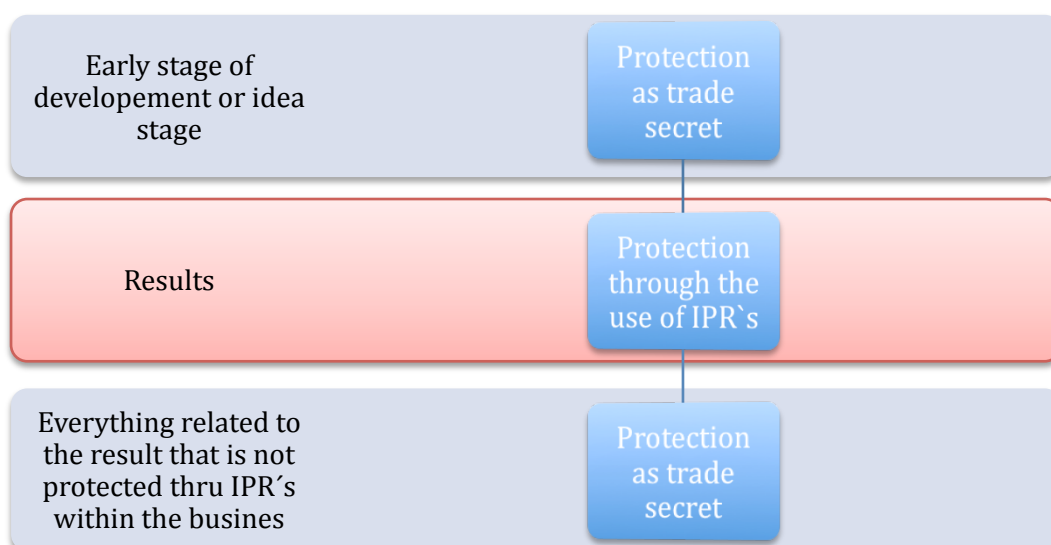 Early stage of
developement or idea
stage
Protection
as trade
secret
Results
Protection
through the
use of IPR`s
Everything related to
the result that is not
protected thru IPR´s
within the busines
Protection
as trade
secret